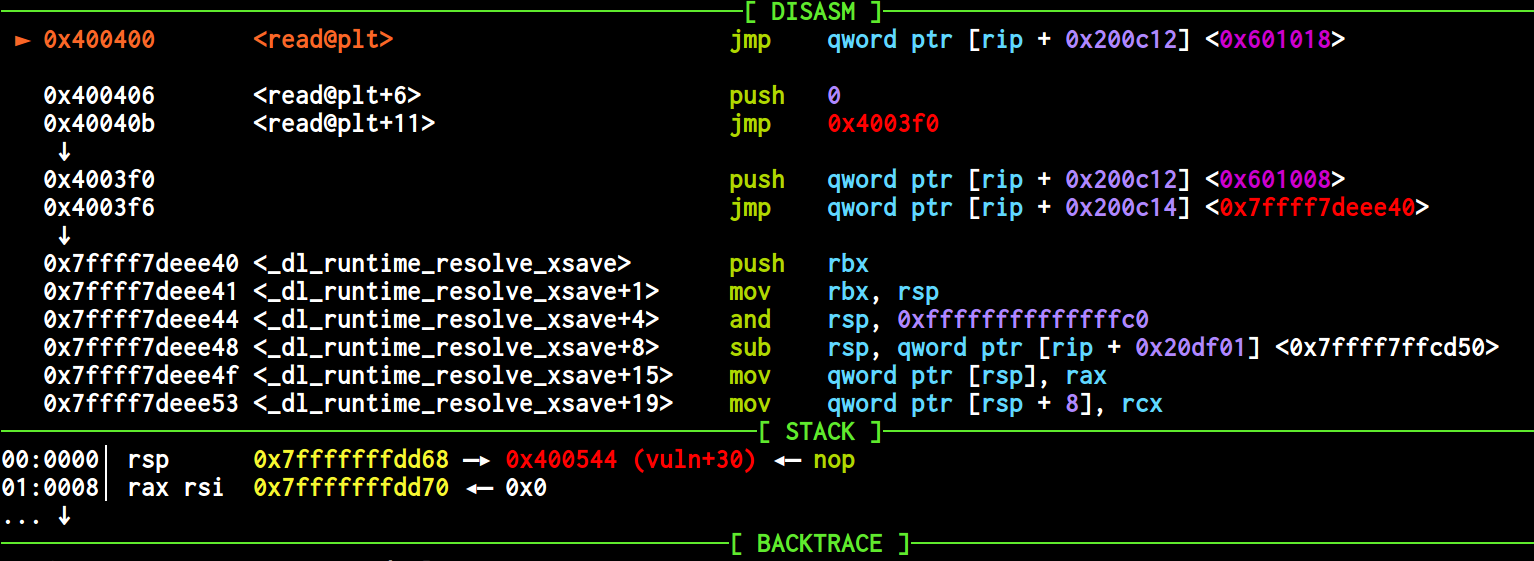 [ DISASM ]
► 0x400400 <read@plt> jmp qword ptr [rip + 0x200c12] <0x601018>
0x400406 <read@plt+6> push 0
0x40040b <read@plt+11> jmp 0x4003f0
↓
0x4003f0 push qword ptr [rip + 0x200c12] <0x601008>
0x4003f6 jmp qword ptr [rip + 0x200c14] <0x7ffff7deee40>
↓
0x7ffff7deee40 <_dl_runtime_resolve_xsave> push rbx
0x7ffff7deee41 <_dl_runtime_resolve_xsave+1> mov rbx, rsp
0x7ffff7deee44 <_dl_runtime_resolve_xsave+4> and rsp, 0xffffffffffffffc0
0x7ffff7deee48 <_dl_runtime_resolve_xsave+8> sub rsp, qword ptr [rip + 0x20df01] <0x7ffff7ffcd50>
0x7ffff7deee4f <_dl_runtime_resolve_xsave+15> mov qword ptr [rsp], rax
0x7ffff7deee53 <_dl_runtime_resolve_xsave+19> mov qword ptr [rsp + 8], rcx
[ STACK ]
00:0000│ rsp 0x7fffffffdd68 —► 0x400544 (vuln+30) ◄— nop
01:0008│ rax rsi 0x7fffffffdd70 ◄— 0x0
... ↓
[ BACKTRACE ]